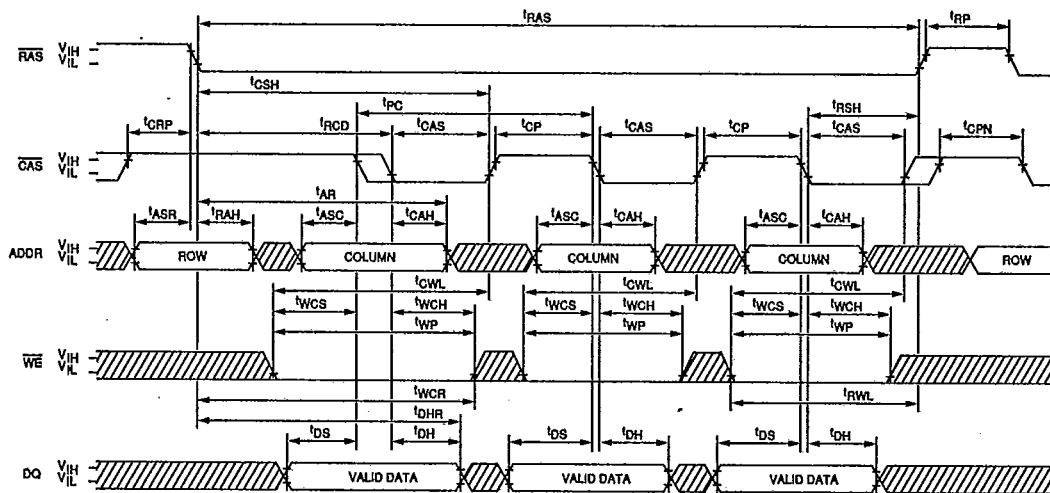 tRAS
tRP
RAS VIH VIL
tCSH
tPC
tRSH
tCRP tRCD tCAS tCP tCAS tCP tCAS tCPN
CAS VIH VIL
tAR
tASR tRAH tASC tCAH tASC tCAH tASC tCAH
ADDR VIH VIL ROW COLUMN COLUMN COLUMN ROW
tCWL tCWL tCWL
tWCS tWCH tWCS tWCH tWCS tWCH
tWP tWP tWP
WE VIH VIL
tWCR tRWL
tDHR
tDS tDH tDS tDH tDS tDH
DQ VIH VIL VALID DATA VALID DATA VALID DATA